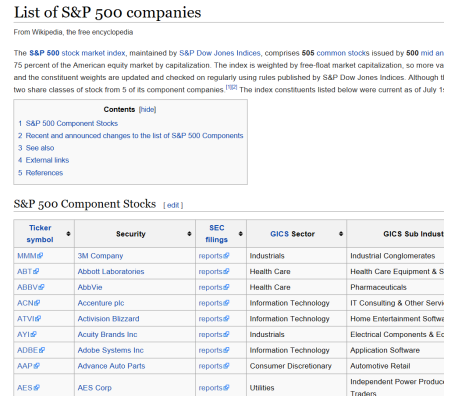 List of S&P 500 companies
From Wikipedia, the free encyclopedia
The S&P 500 stock market index, maintained by S&P Dow Jones Indices, comprises 505 common stocks issued by 500 mid an
75 percent of the American equity market by capitalization. The index is weighted by free-float market capitalization, so more va
and the constituent weights are updated and checked on regularly using rules published by S&P Dow Jones Indices. Although t
two share classes of stock from 5 of its component companies.[1][2] The index constituents listed below were current as of July 1
Contents [hide]
1 S&P 500 Component Stocks
2 Recent and announced changes to the list of S&P 500 Components
3 See also
4 External links
5 References
S&P 500 Component Stocks [edit]
Ticker symbol Security SEC filings GICS Sector GICS Sub Indust
MMM 3M Company reports Industrials Industrial Conglomerates
ABT Abbott Laboratories reports Health Care Health Care Equipment & S
ABBV AbbVie reports Health Care Pharmaceuticals
ACN Accenture plc reports Information Technology IT Consulting & Other Servi
ATVI Activision Blizzard reports Information Technology Home Entertainment Softwa
AYI Acuity Brands Inc reports Industrials Electrical Components & Ec
ADBE Adobe Systems Inc reports Information Technology Application Software
AAP Advance Auto Parts reports Consumer Discretionary Automotive Retail
AES AES Corp reports Utilities Independent Power Produce
Traders